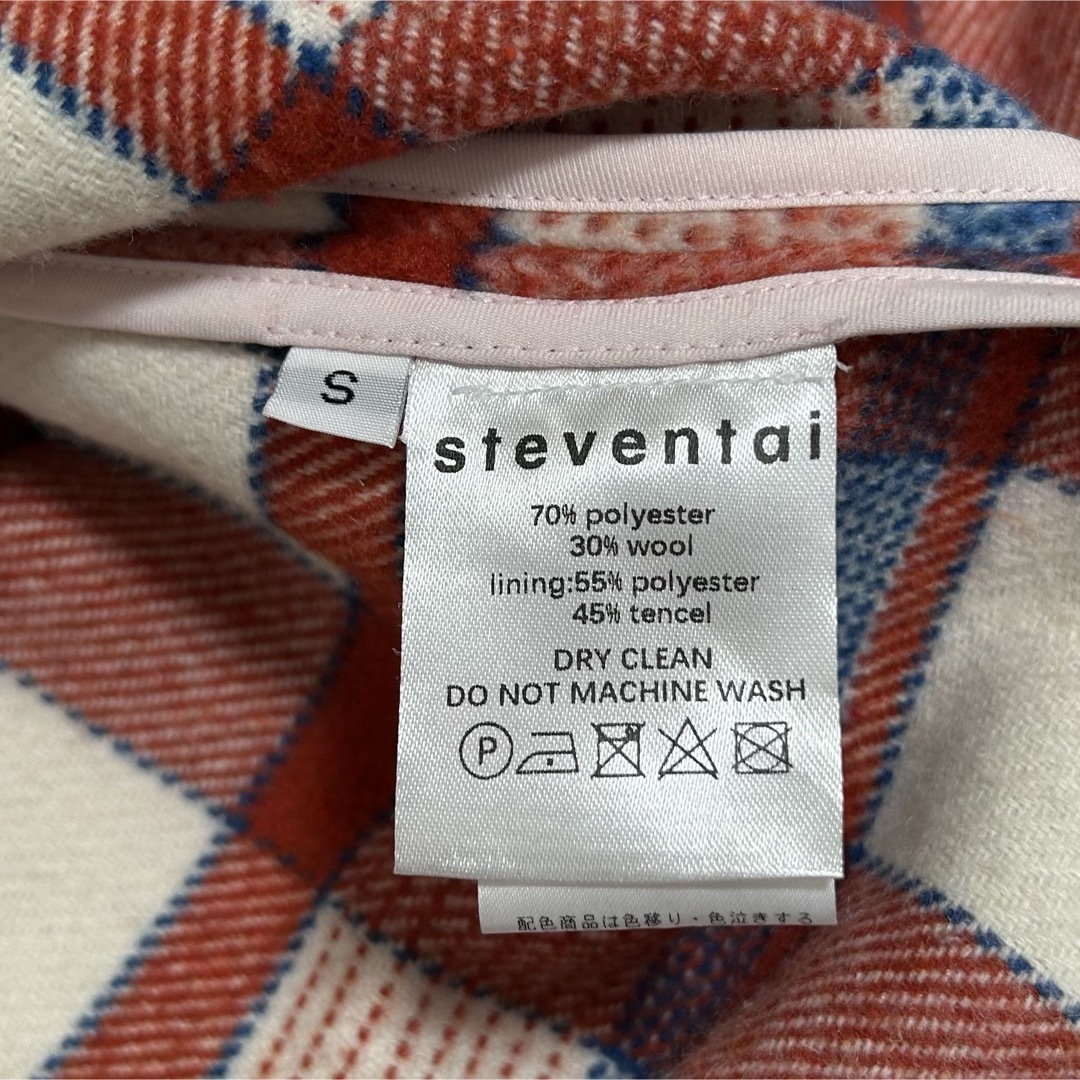 S
steventai
70% polyester
30% wool
lining:55% polyester
45% tencel
DRY CLEAN
DO NOT MACHINE WASH
P
配色商品は色移り・色泣きする